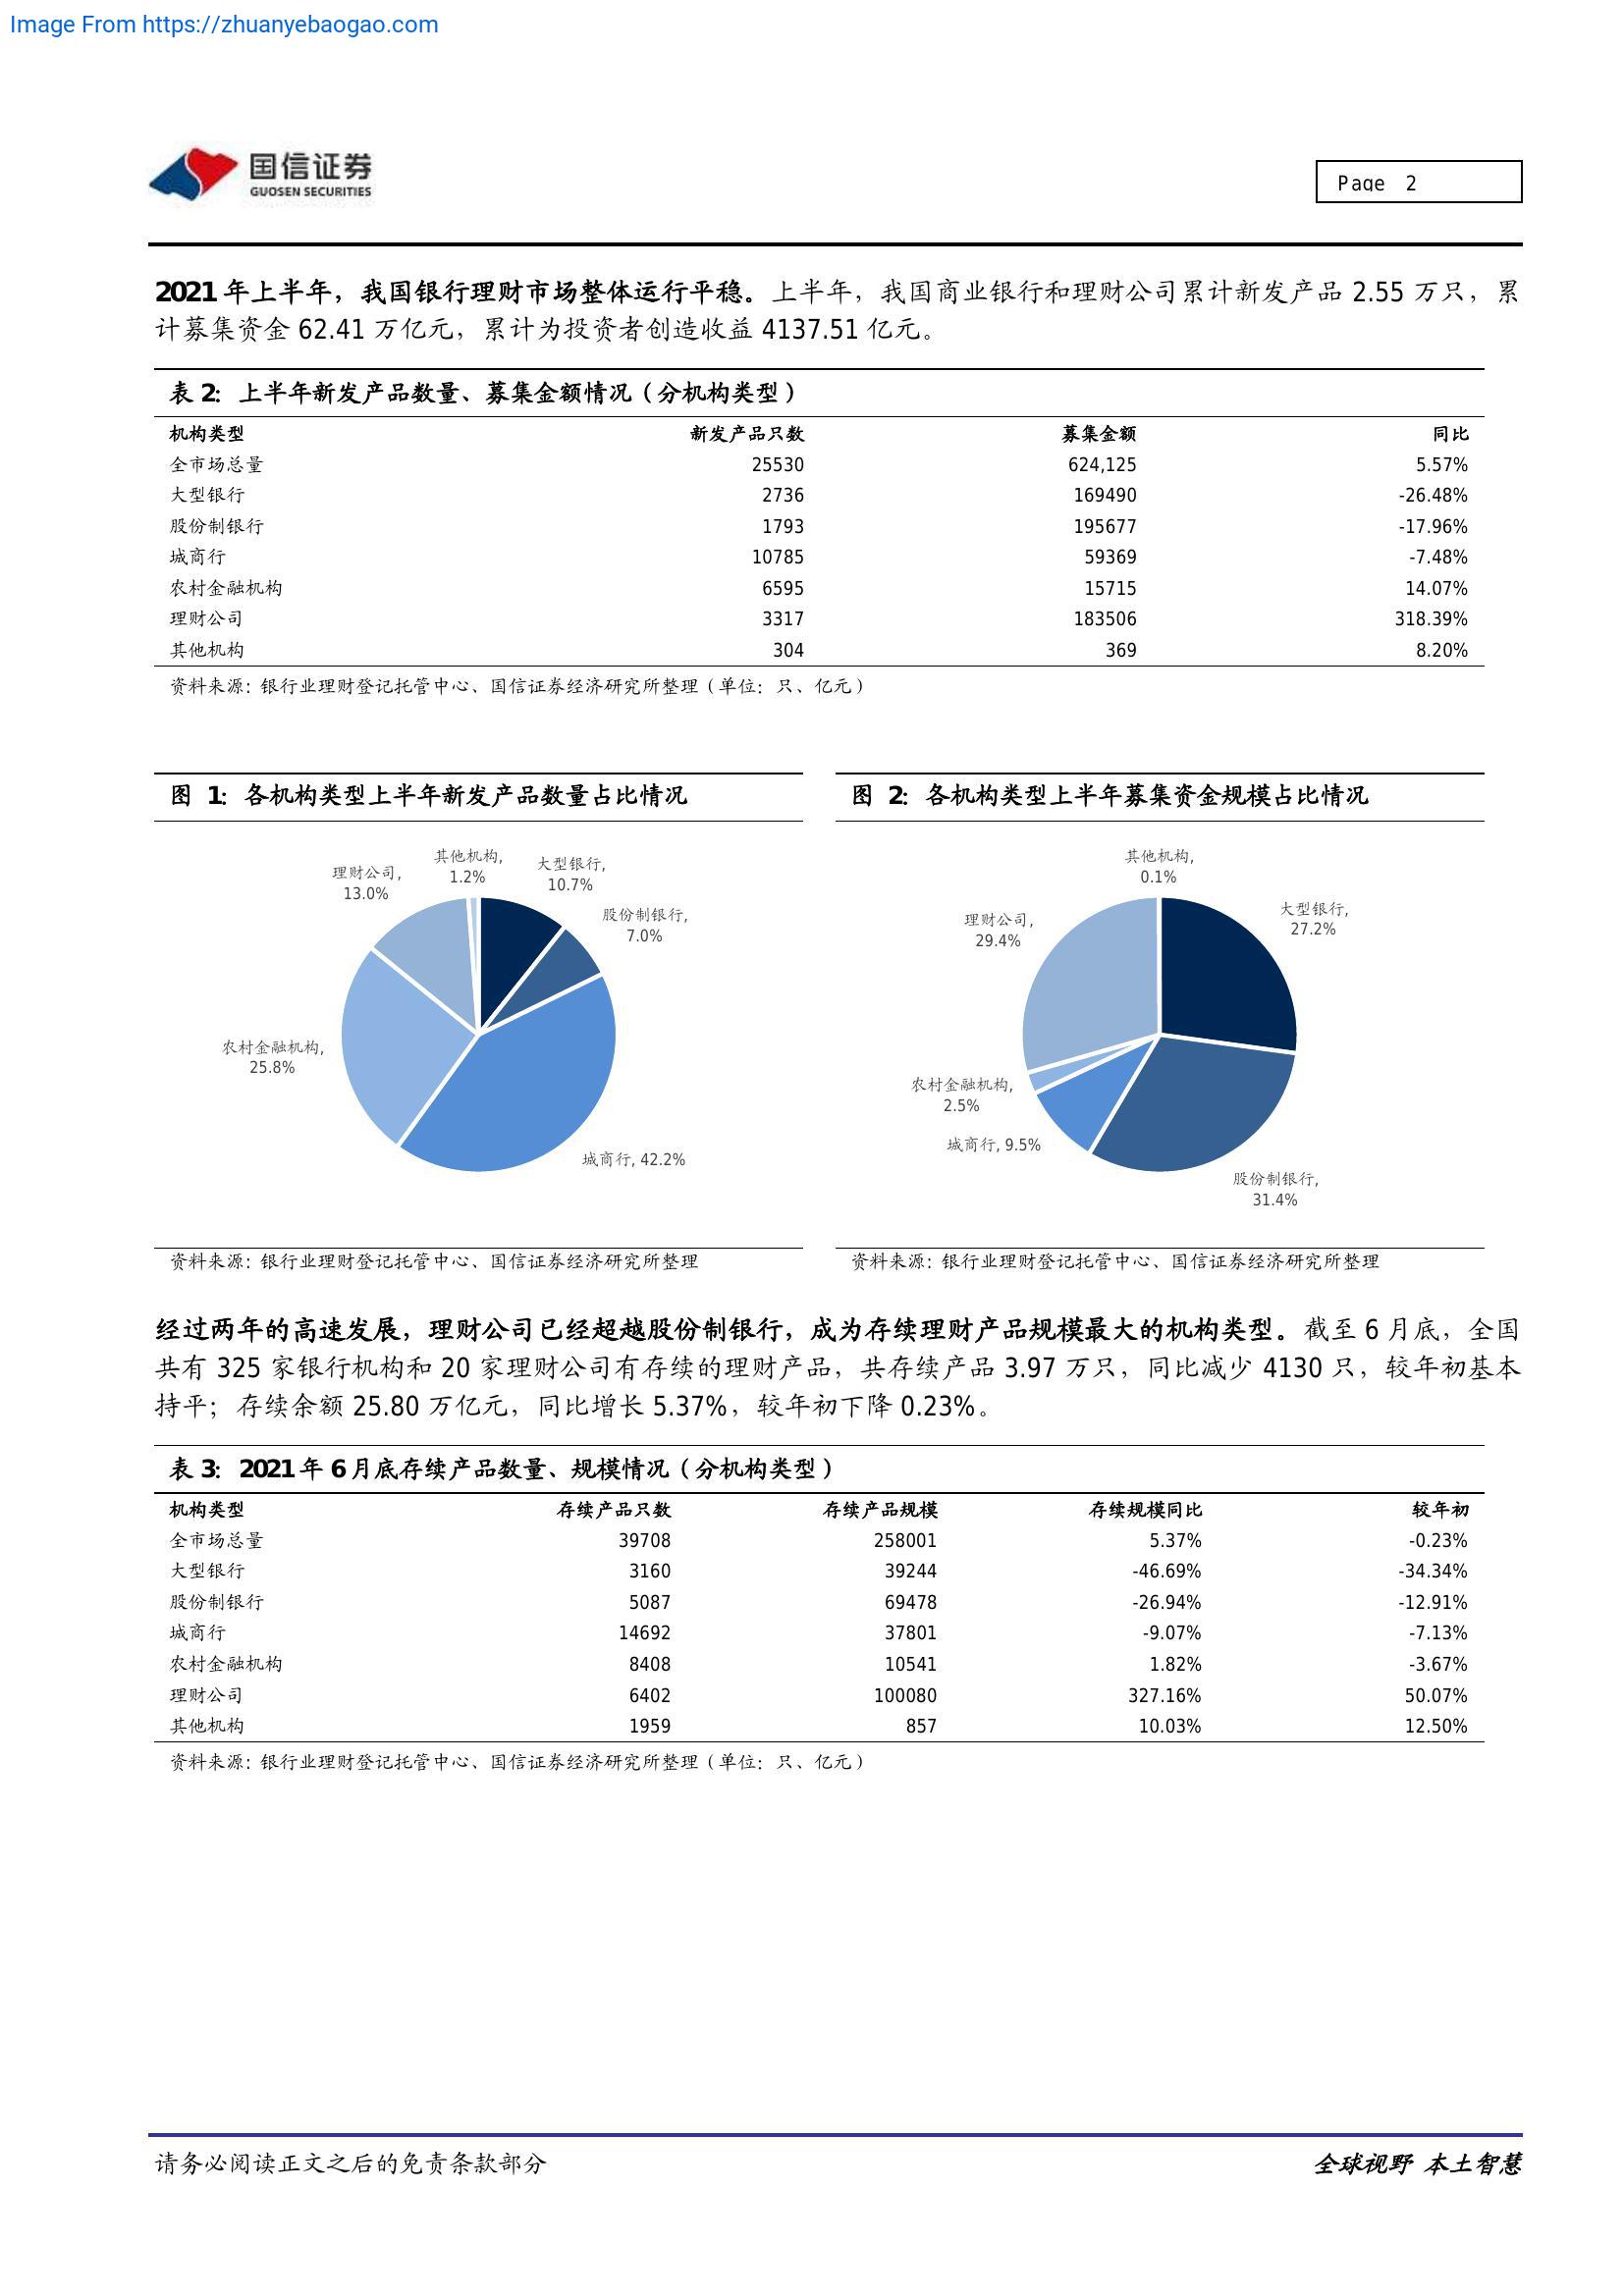 Image From https://zhuanyebaogao.com
国信证券
GUOSEN SECURITIES
Page 2
2021 年上半年，我国银行理财市场整体运行平稳。上半年，我国商业银行和理财公司累计新发产品 2.55 万只，累
计募集资金 62.41 万亿元，累计为投资者创造收益 4137.51 亿元。
表 2：上半年新发产品数量、募集金额情况（分机构类型）
机构类型 新发产品只数 募集金额 同比
全市场总量 25530 624,125 5.57%
大型银行 2736 169490 -26.48%
股份制银行 1793 195677 -17.96%
城商行 10785 59369 -7.48%
农村金融机构 6595 15715 14.07%
理财公司 3317 183506 318.39%
其他机构 304 369 8.20%
资料来源：银行业理财登记托管中心、国信证券经济研究所整理（单位：只、亿元）
图 1：各机构类型上半年新发产品数量占比情况
其他机构,
1.2%
大型银行,
10.7%
理财公司,
13.0%
股份制银行,
7.0%
农村金融机构,
25.8%
城商行, 42.2%
资料来源：银行业理财登记托管中心、国信证券经济研究所整理
图 2：各机构类型上半年募集资金规模占比情况
其他机构,
0.1%
大型银行,
27.2%
理财公司,
29.4%
农村金融机构,
2.5%
城商行, 9.5%
股份制银行,
31.4%
资料来源：银行业理财登记托管中心、国信证券经济研究所整理
经过两年的高速发展，理财公司已经超越股份制银行，成为存续理财产品规模最大的机构类型。截至 6 月底，全国
共有 325 家银行机构和 20 家理财公司有存续的理财产品，共存续产品 3.97 万只，同比减少 4130 只，较年初基本
持平；存续余额 25.80 万亿元，同比增长 5.37%，较年初下降 0.23%。
表 3：2021 年 6 月底存续产品数量、规模情况（分机构类型）
机构类型 存续产品只数 存续产品规模 存续规模同比 较年初
全市场总量 39708 258001 5.37% -0.23%
大型银行 3160 39244 -46.69% -34.34%
股份制银行 5087 69478 -26.94% -12.91%
城商行 14692 37801 -9.07% -7.13%
农村金融机构 8408 10541 1.82% -3.67%
理财公司 6402 100080 327.16% 50.07%
其他机构 1959 857 10.03% 12.50%
资料来源：银行业理财登记托管中心、国信证券经济研究所整理（单位：只、亿元）
请务必阅读正文之后的免责条款部分
全球视野 本土智慧